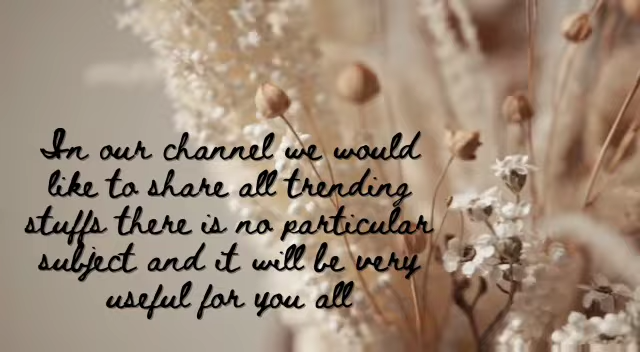 In our channel we would
like to share all trending
stuffs there is no particular
subject and it will be very
useful for you all